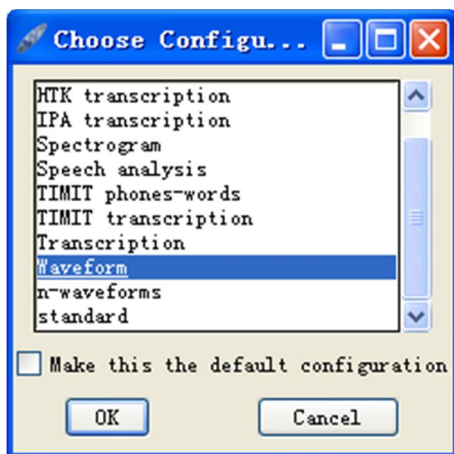 Choose Configu...
HTK transcription
IPA transcription
Spectrogram
Speech analysis
TIMIT phones-words
TIMIT transcription
Transcription
Waveform
n-waveforms
standard
Make this the default configuration
OK Cancel